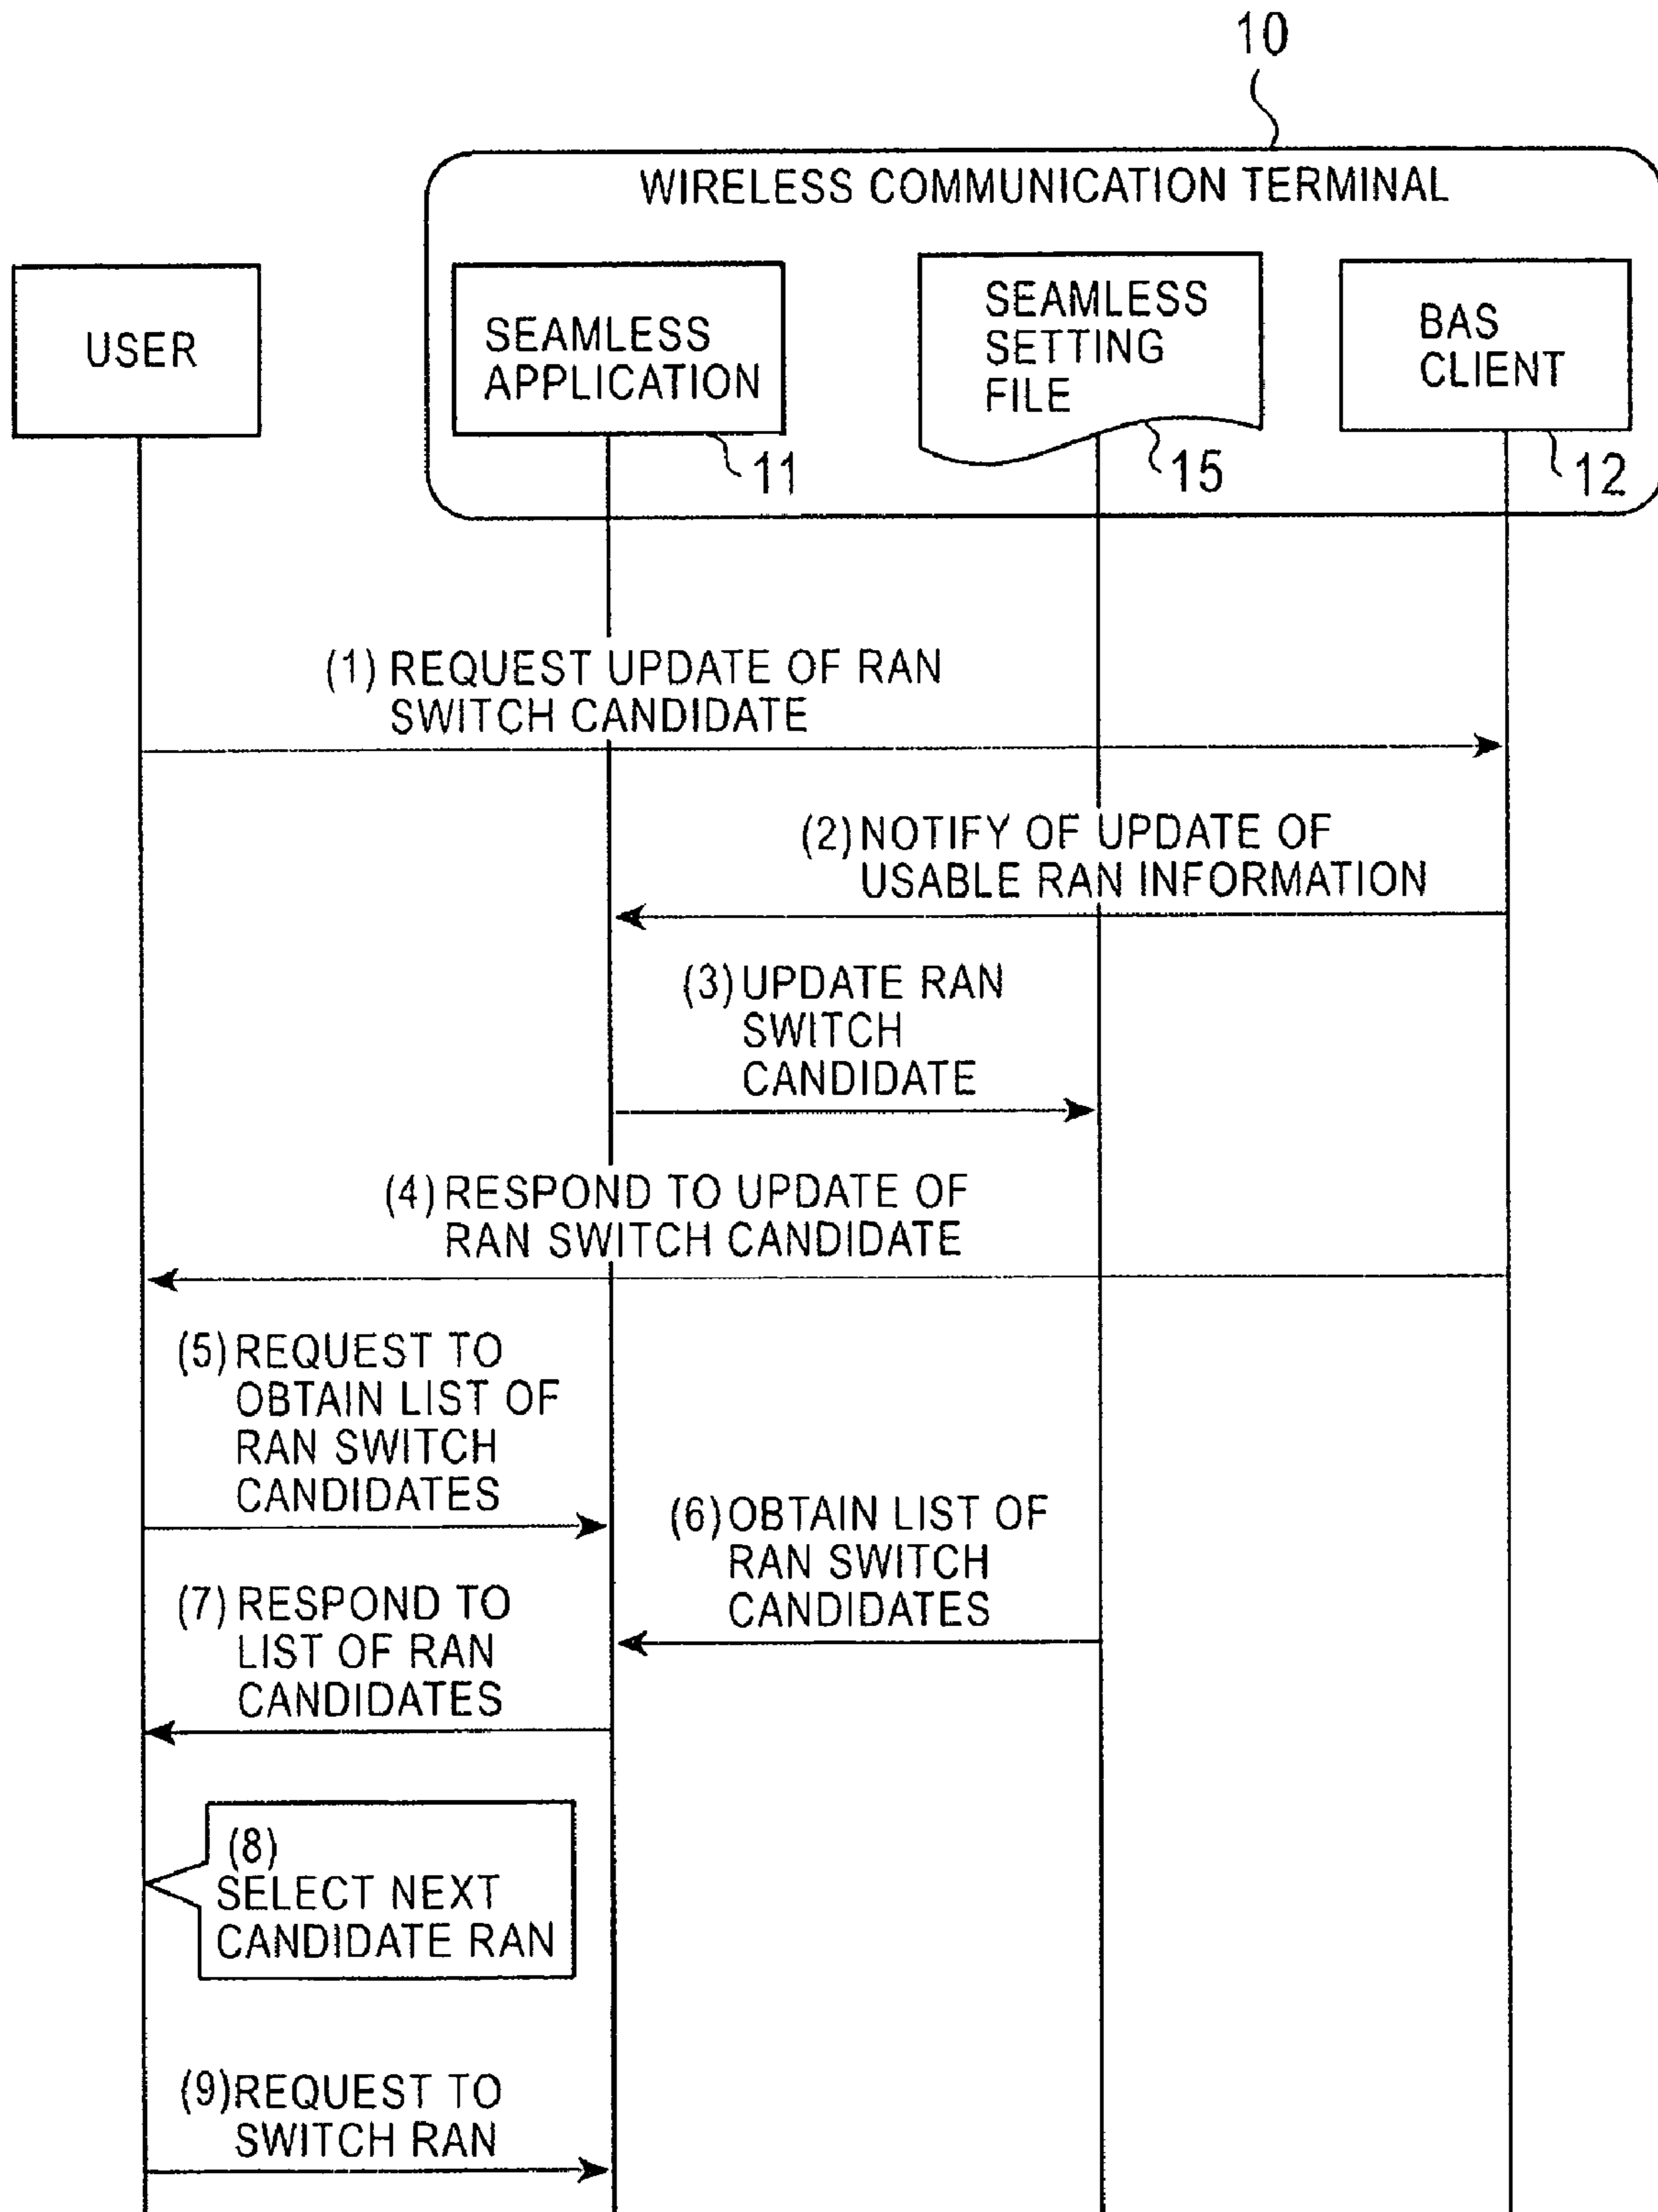 10
WIRELESS COMMUNICATION TERMINAL
USER
SEAMLESS
APPLICATION
11
SEAMLESS
SETTING
FILE
15
BAS
CLIENT
12
(1) REQUEST UPDATE OF RAN
SWITCH CANDIDATE
(2) NOTIFY OF UPDATE OF
USABLE RAN INFORMATION
(3) UPDATE RAN
SWITCH
CANDIDATE
(4) RESPOND TO UPDATE OF
RAN SWITCH CANDIDATE
(5) REQUEST TO
OBTAIN LIST OF
RAN SWITCH
CANDIDATES
(6) OBTAIN LIST OF
RAN SWITCH
CANDIDATES
(7) RESPOND TO
LIST OF RAN
CANDIDATES
(8)
SELECT NEXT
CANDIDATE RAN
(9) REQUEST TO
SWITCH RAN